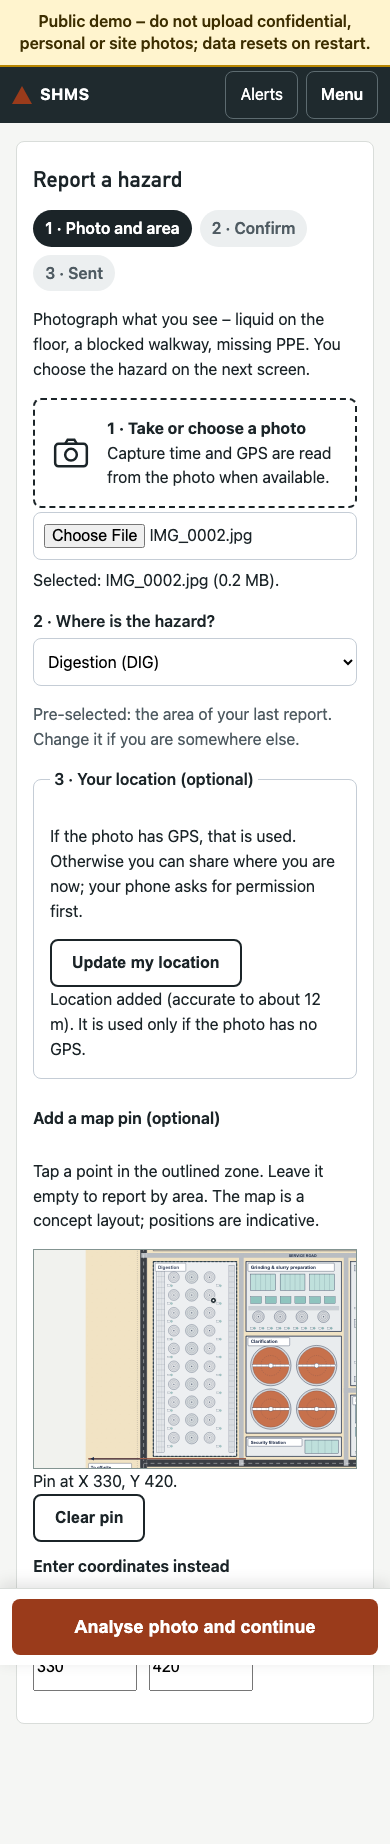 Public demo – do not upload confidential,
personal or site photos; data resets on restart.
SHMS
Alerts
Menu
Report a hazard
1 · Photo and area
2 · Confirm
3 · Sent
Photograph what you see – liquid on the
floor, a blocked walkway, missing PPE. You
choose the hazard on the next screen.
1 · Take or choose a photo
Capture time and GPS are read
from the photo when available.
Choose File IMG_0002.jpg
Selected: IMG_0002.jpg (0.2 MB).
2 · Where is the hazard?
Digestion (DIG)
Pre-selected: the area of your last report.
Change it if you are somewhere else.
3 · Your location (optional)
If the photo has GPS, that is used.
Otherwise you can share where you are
now; your phone asks for permission
first.
Update my location
Location added (accurate to about 12
m). It is used only if the photo has no
GPS.
Add a map pin (optional)
Tap a point in the outlined zone. Leave it
empty to report by area. The map is a
concept layout; positions are indicative.
SERVICE ROAD
Digestion
Grinding & slurry preparation
Clarification
Security filtration
Pin at X 330, Y 420.
Clear pin
Enter coordinates instead
Analyse photo and continue
330
420